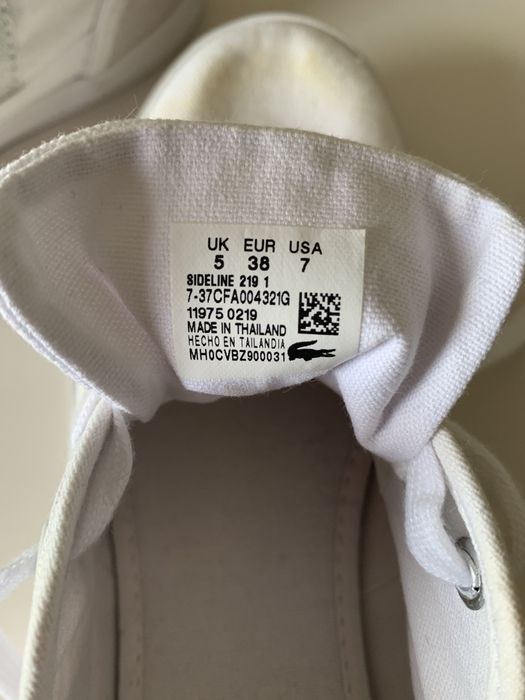 UK EUR USA
5 38 7
SIDELINE 219 1
7-37CFA004321G
11975 0219
MADE IN THAILAND
HECHO EN TAILANDIA
MH0CVBZ900031